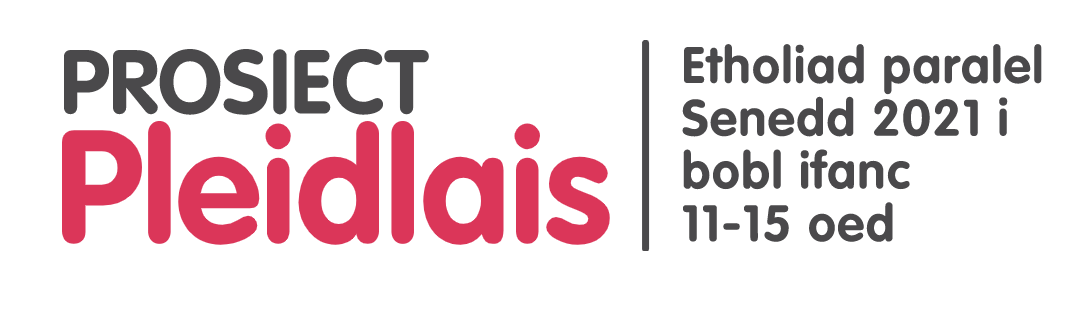 PROSIECT
Pleidlais
Etholiad paralel
Senedd 2021 i
bobl ifanc
11-15 oed